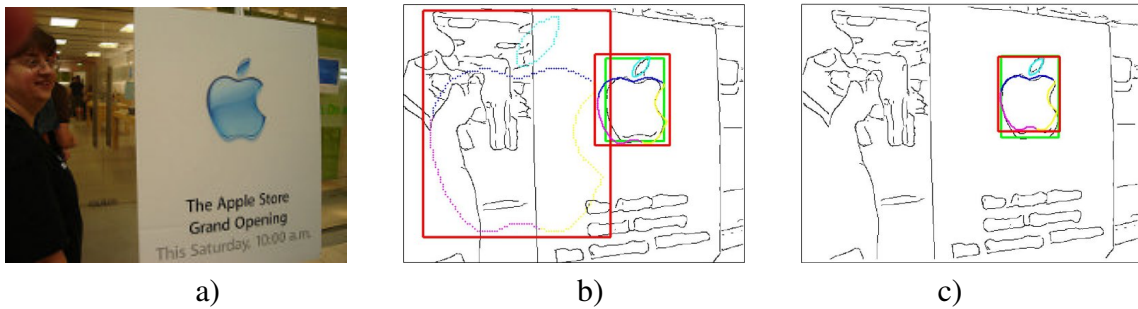 The Apple Store
Grand Opening
This Saturday, 10:00 a.m.
a)
b)
c)